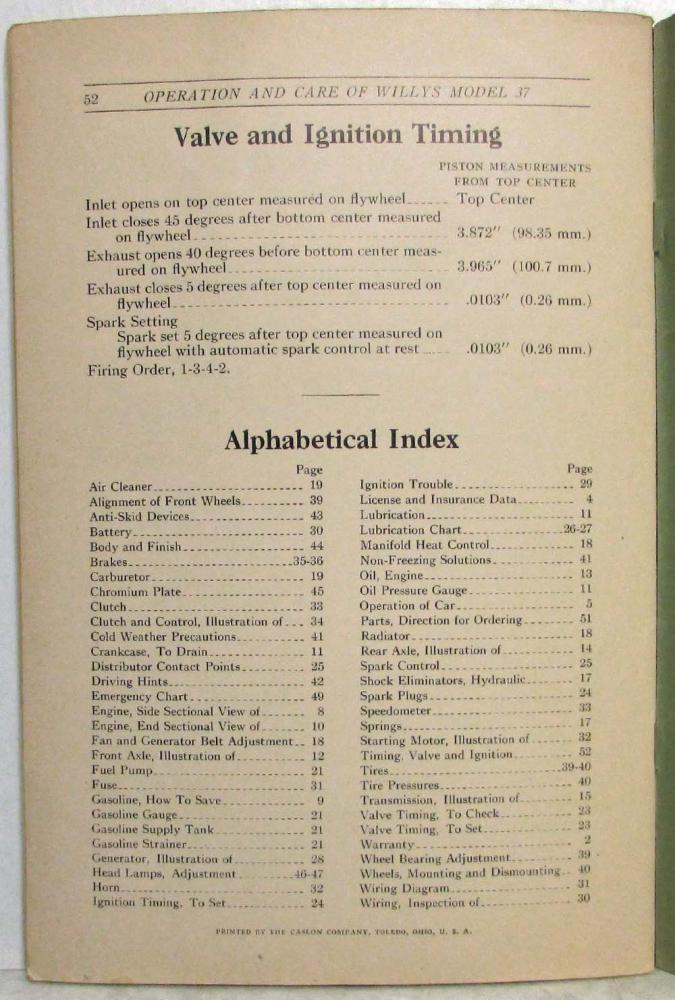 52 OPERATION AND CARE OF WILLYS MODEL 37
Valve and Ignition Timing
PISTON MEASUREMENTS
FROM TOP CENTER
Inlet opens on top center measured on flywheel Top Center
Inlet closes 45 degrees after bottom center measured
on flywheel 3.872″ (98.35 mm.)
Exhaust opens 40 degrees before bottom center meas-
ured on flywheel 3.965″ (100.7 mm.)
Exhaust closes 5 degrees after top center measured on
flywheel .0103″ (0.26 mm.)
Spark Setting
Spark set 5 degrees after top center measured on
flywheel with automatic spark control at rest .0103″ (0.26 mm.)
Firing Order, 1-3-4-2.
Alphabetical Index
Page
Air Cleaner 19
Alignment of Front Wheels 39
Anti-Skid Devices 43
Battery 30
Body and Finish 44
Brakes 35-36
Carburetor 19
Chromium Plate 45
Clutch 33
Clutch and Control, Illustration of 34
Cold Weather Precautions 41
Crankcase, To Drain 11
Distributor Contact Points 25
Driving Hints 42
Emergency Chart 49
Engine, Side Sectional View of 8
Engine, End Sectional View of 10
Fan and Generator Belt Adjustment 18
Front Axle, Illustration of 12
Fuel Pump 21
Fuse 31
Gasoline, How To Save 9
Gasoline Gauge 21
Gasoline Supply Tank 21
Gasoline Strainer 21
Generator, Illustration of 28
Head Lamps, Adjustment 46-47
Horn 32
Ignition Timing, To Set 24
Page
Ignition Trouble 29
License and Insurance Data 4
Lubrication 11
Lubrication Chart 26-27
Manifold Heat Control 18
Non-Freezing Solutions 41
Oil, Engine 13
Oil Pressure Gauge 11
Operation of Car 5
Parts, Direction for Ordering 51
Radiator 18
Rear Axle, Illustration of 14
Spark Control 25
Shock Eliminators, Hydraulic 17
Spark Plugs 24
Speedometer 33
Springs 17
Starting Motor, Illustration of 32
Timing, Valve and Ignition 52
Tires 39-40
Tire Pressures 40
Transmission, Illustration of 15
Valve Timing, To Check 23
Valve Timing, To Set 23
Warranty 2
Wheel Bearing Adjustment 39
Wheels, Mounting and Dismounting 40
Wiring Diagram 31
Wiring, Inspection of 30
PRINTED BY THE CASLON COMPANY, TOLEDO, OHIO, U. S. A.